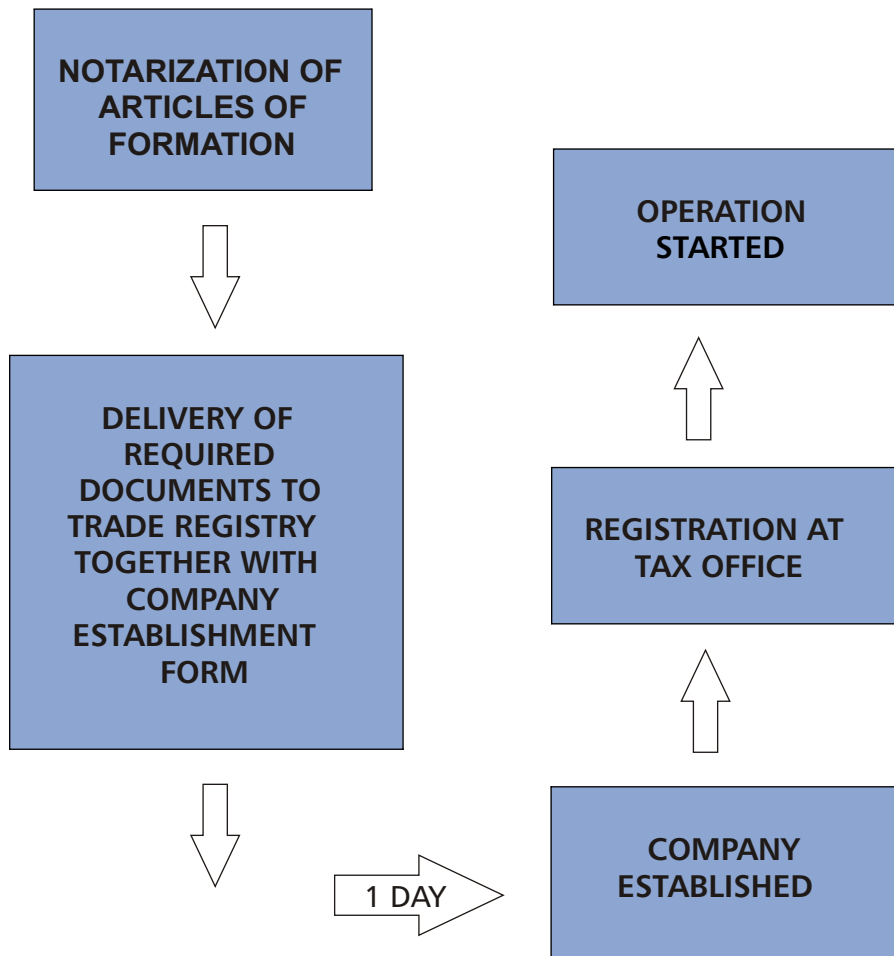 NOTARIZATION OF
ARTICLES OF
FORMATION
DELIVERY OF
REQUIRED
DOCUMENTS TO
TRADE REGISTRY
TOGETHER WITH
COMPANY
ESTABLISHMENT
FORM
1 DAY
COMPANY
ESTABLISHED
REGISTRATION AT
TAX OFFICE
OPERATION
STARTED